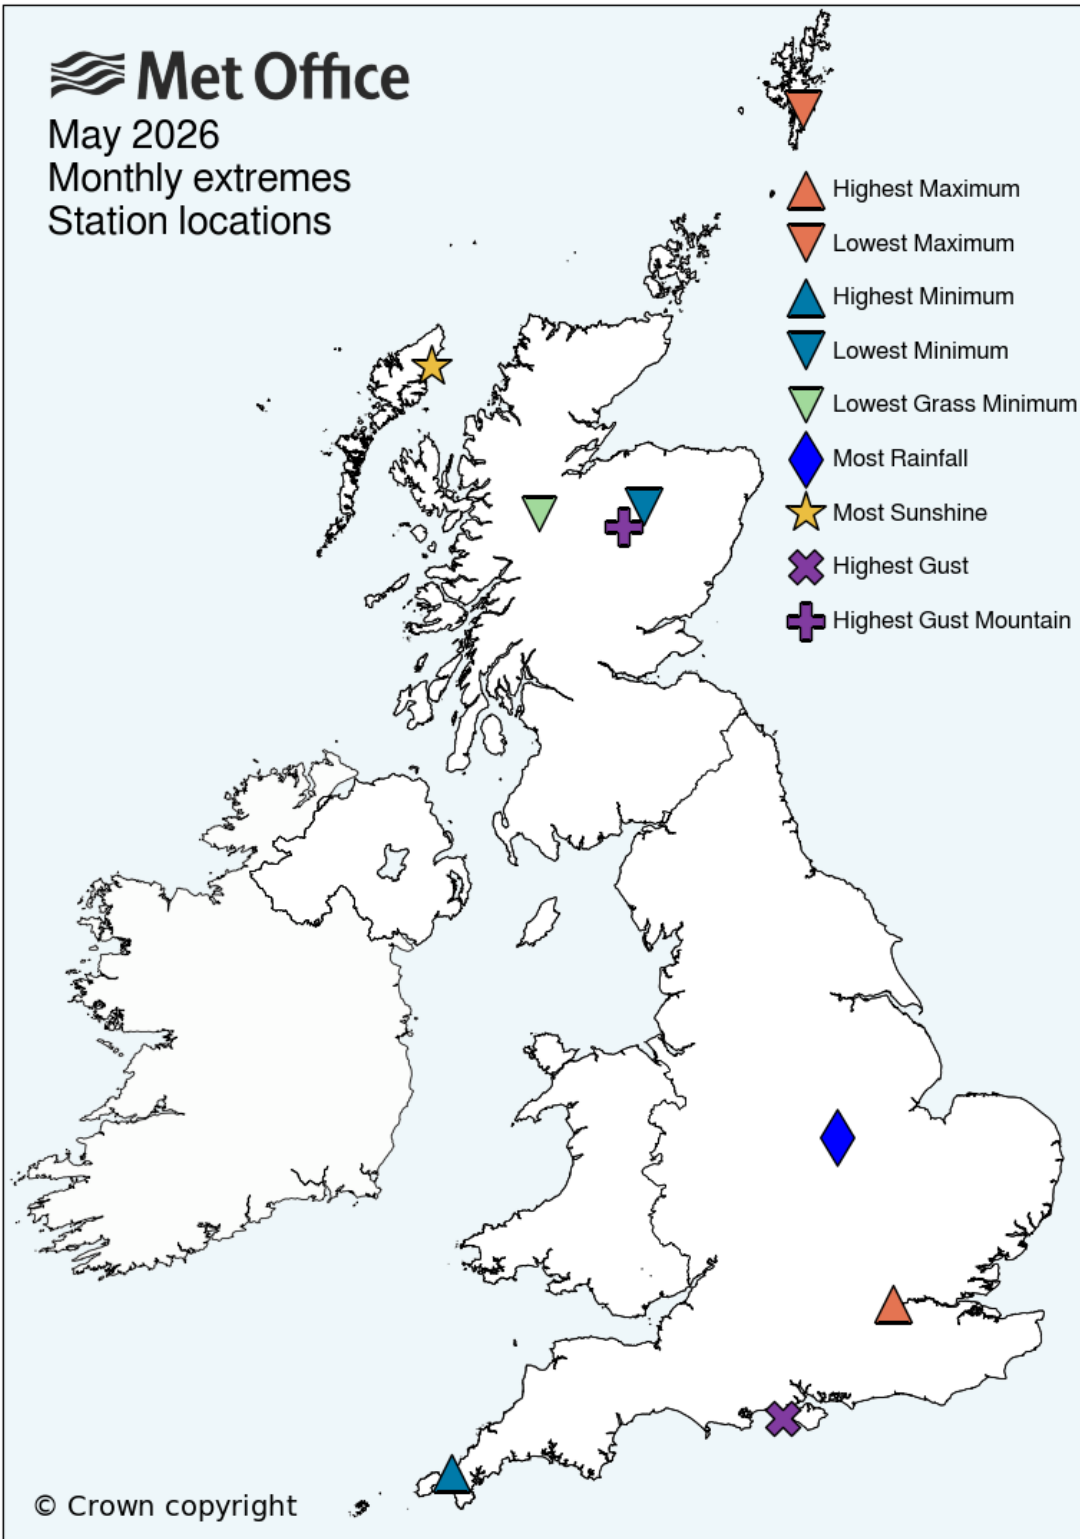 Met Office
May 2026
Monthly extremes
Station locations
Highest Maximum
Lowest Maximum
Highest Minimum
Lowest Minimum
Lowest Grass Minimum
Most Rainfall
Most Sunshine
Highest Gust
Highest Gust Mountain
© Crown copyright